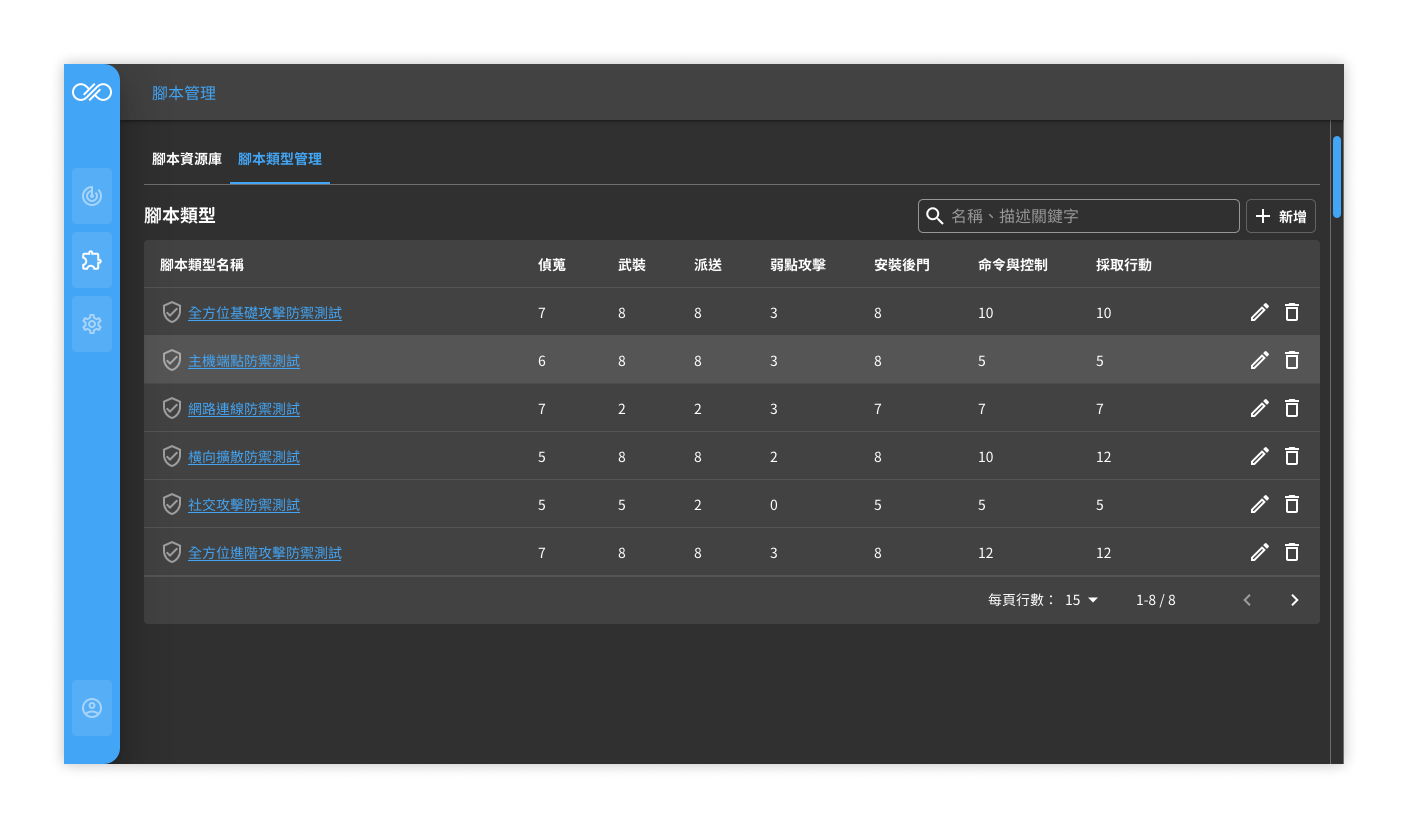 腳本管理
腳本資源庫 腳本類型管理
腳本類型 名稱、描述關鍵字 新增
腳本類型名稱 偵蒐 武裝 派送 弱點攻擊 安裝後門 命令與控制 採取行動
全方位基礎攻擊防禦測試 7 8 8 3 8 10 10
主機端點防禦測試 6 8 8 3 8 5 5
網路連線防禦測試 7 2 2 3 7 7 7
橫向擴散防禦測試 5 8 8 2 8 10 12
社交攻擊防禦測試 5 5 2 0 5 5 5
全方位進階攻擊防禦測試 7 8 8 3 8 12 12
每頁行數： 15 1-8 / 8